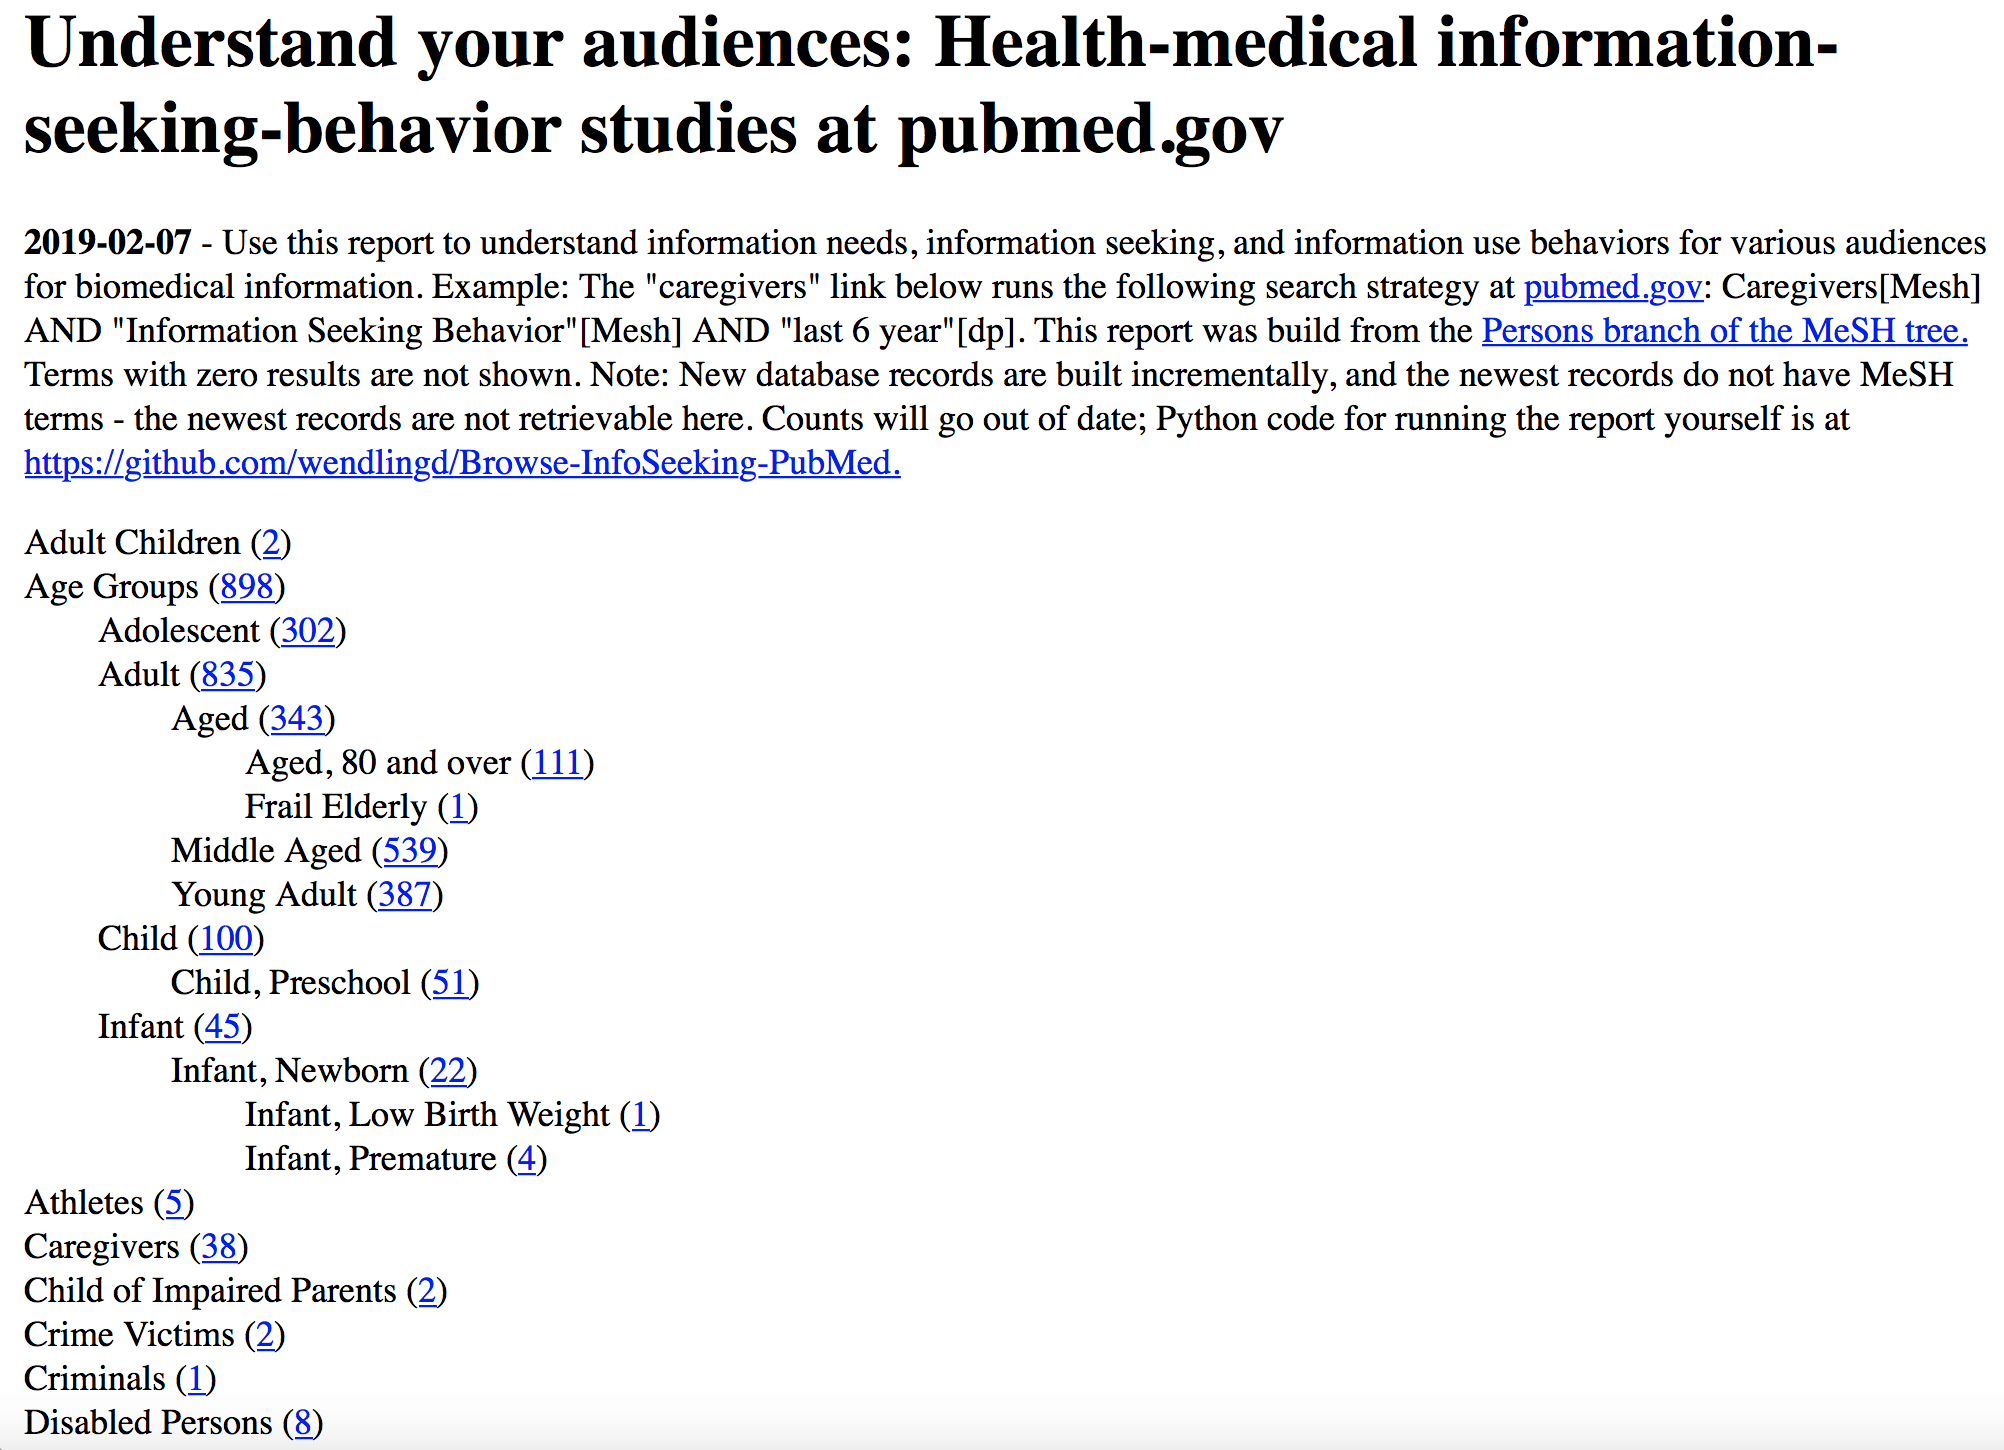 Understand your audiences: Health-medical information-
seeking-behavior studies at pubmed.gov
2019-02-07 - Use this report to understand information needs, information seeking, and information use behaviors for various audiences
for biomedical information. Example: The "caregivers" link below runs the following search strategy at pubmed.gov: Caregivers[Mesh]
AND "Information Seeking Behavior"[Mesh] AND "last 6 year"[dp]. This report was build from the Persons branch of the MeSH tree.
Terms with zero results are not shown. Note: New database records are built incrementally, and the newest records do not have MeSH
terms - the newest records are not retrievable here. Counts will go out of date; Python code for running the report yourself is at
https://github.com/wendlingd/Browse-InfoSeeking-PubMed.
Adult Children (2)
Age Groups (898)
Adolescent (302)
Adult (835)
Aged (343)
Aged, 80 and over (111)
Frail Elderly (1)
Middle Aged (539)
Young Adult (387)
Child (100)
Child, Preschool (51)
Infant (45)
Infant, Newborn (22)
Infant, Low Birth Weight (1)
Infant, Premature (4)
Athletes (5)
Caregivers (38)
Child of Impaired Parents (2)
Crime Victims (2)
Criminals (1)
Disabled Persons (8)